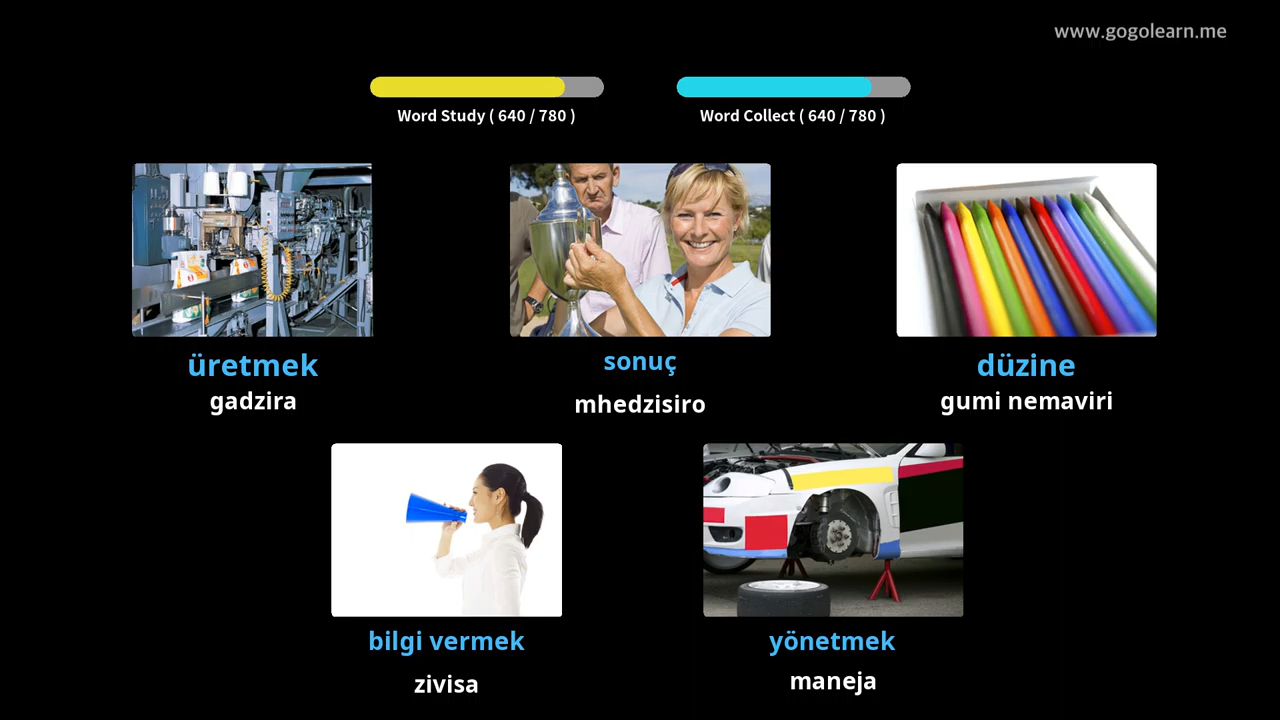 www.gogolearn.me
Word Study ( 640 / 780 )
Word Collect ( 640 / 780 )
üretmek
gadzira
sonuç
mhedzisiro
düzine
gumi nemaviri
bilgi vermek
zivisa
yönetmek
maneja